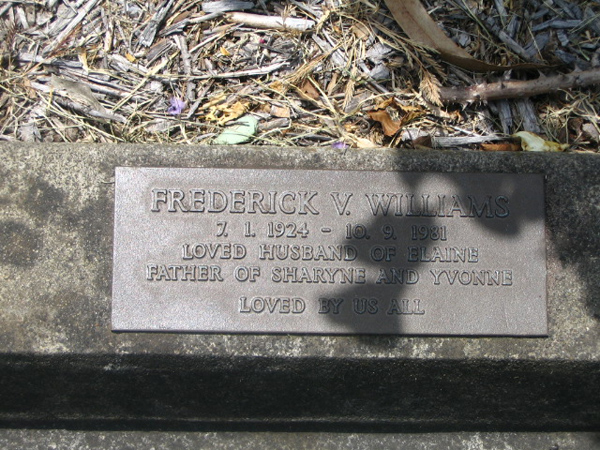 FREDERICK V. WILLIAMS
7. 1. 1924 - 10. 9. 1981
LOVED HUSBAND OF ELAINE
FATHER OF SHARYNE AND YVONNE
LOVED BY US ALL